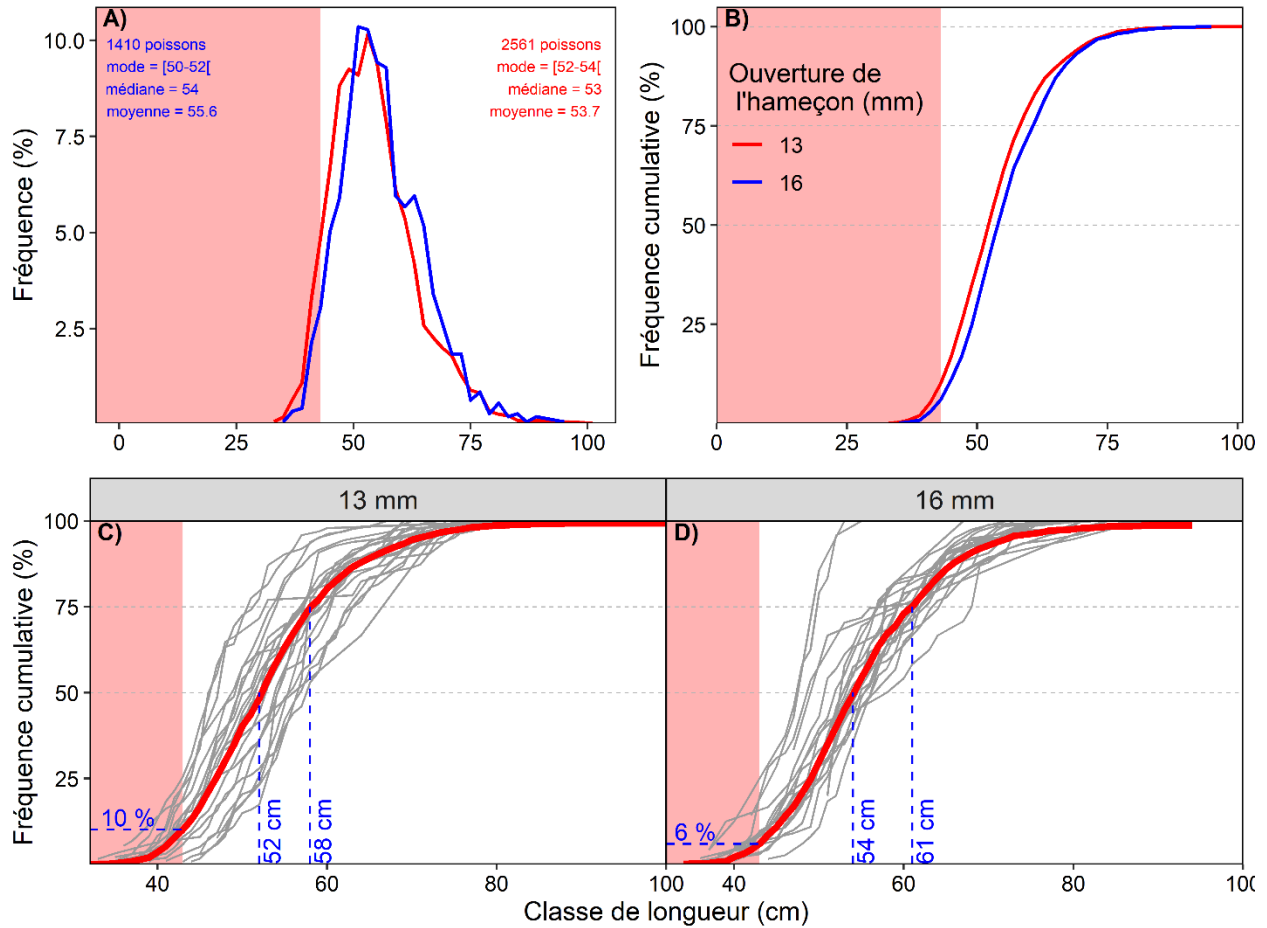 A)
1410 poissons
mode = [50-52[
médiane = 54
moyenne = 55.6
2561 poissons
mode = [52-54[
médiane = 53
moyenne = 53.7
Fréquence (%)
10.0
7.5
5.0
2.5
0
25
50
75
100
B)
Ouverture de
l'hameçon (mm)
13
16
Fréquence cumulative (%)
100
75
50
25
0
25
50
75
100
13 mm
C)
Fréquence cumulative (%)
100
75
50
25
10 %
52 cm
58 cm
40
60
80
100
16 mm
D)
6 %
54 cm
61 cm
40
60
80
100
Classe de longueur (cm)